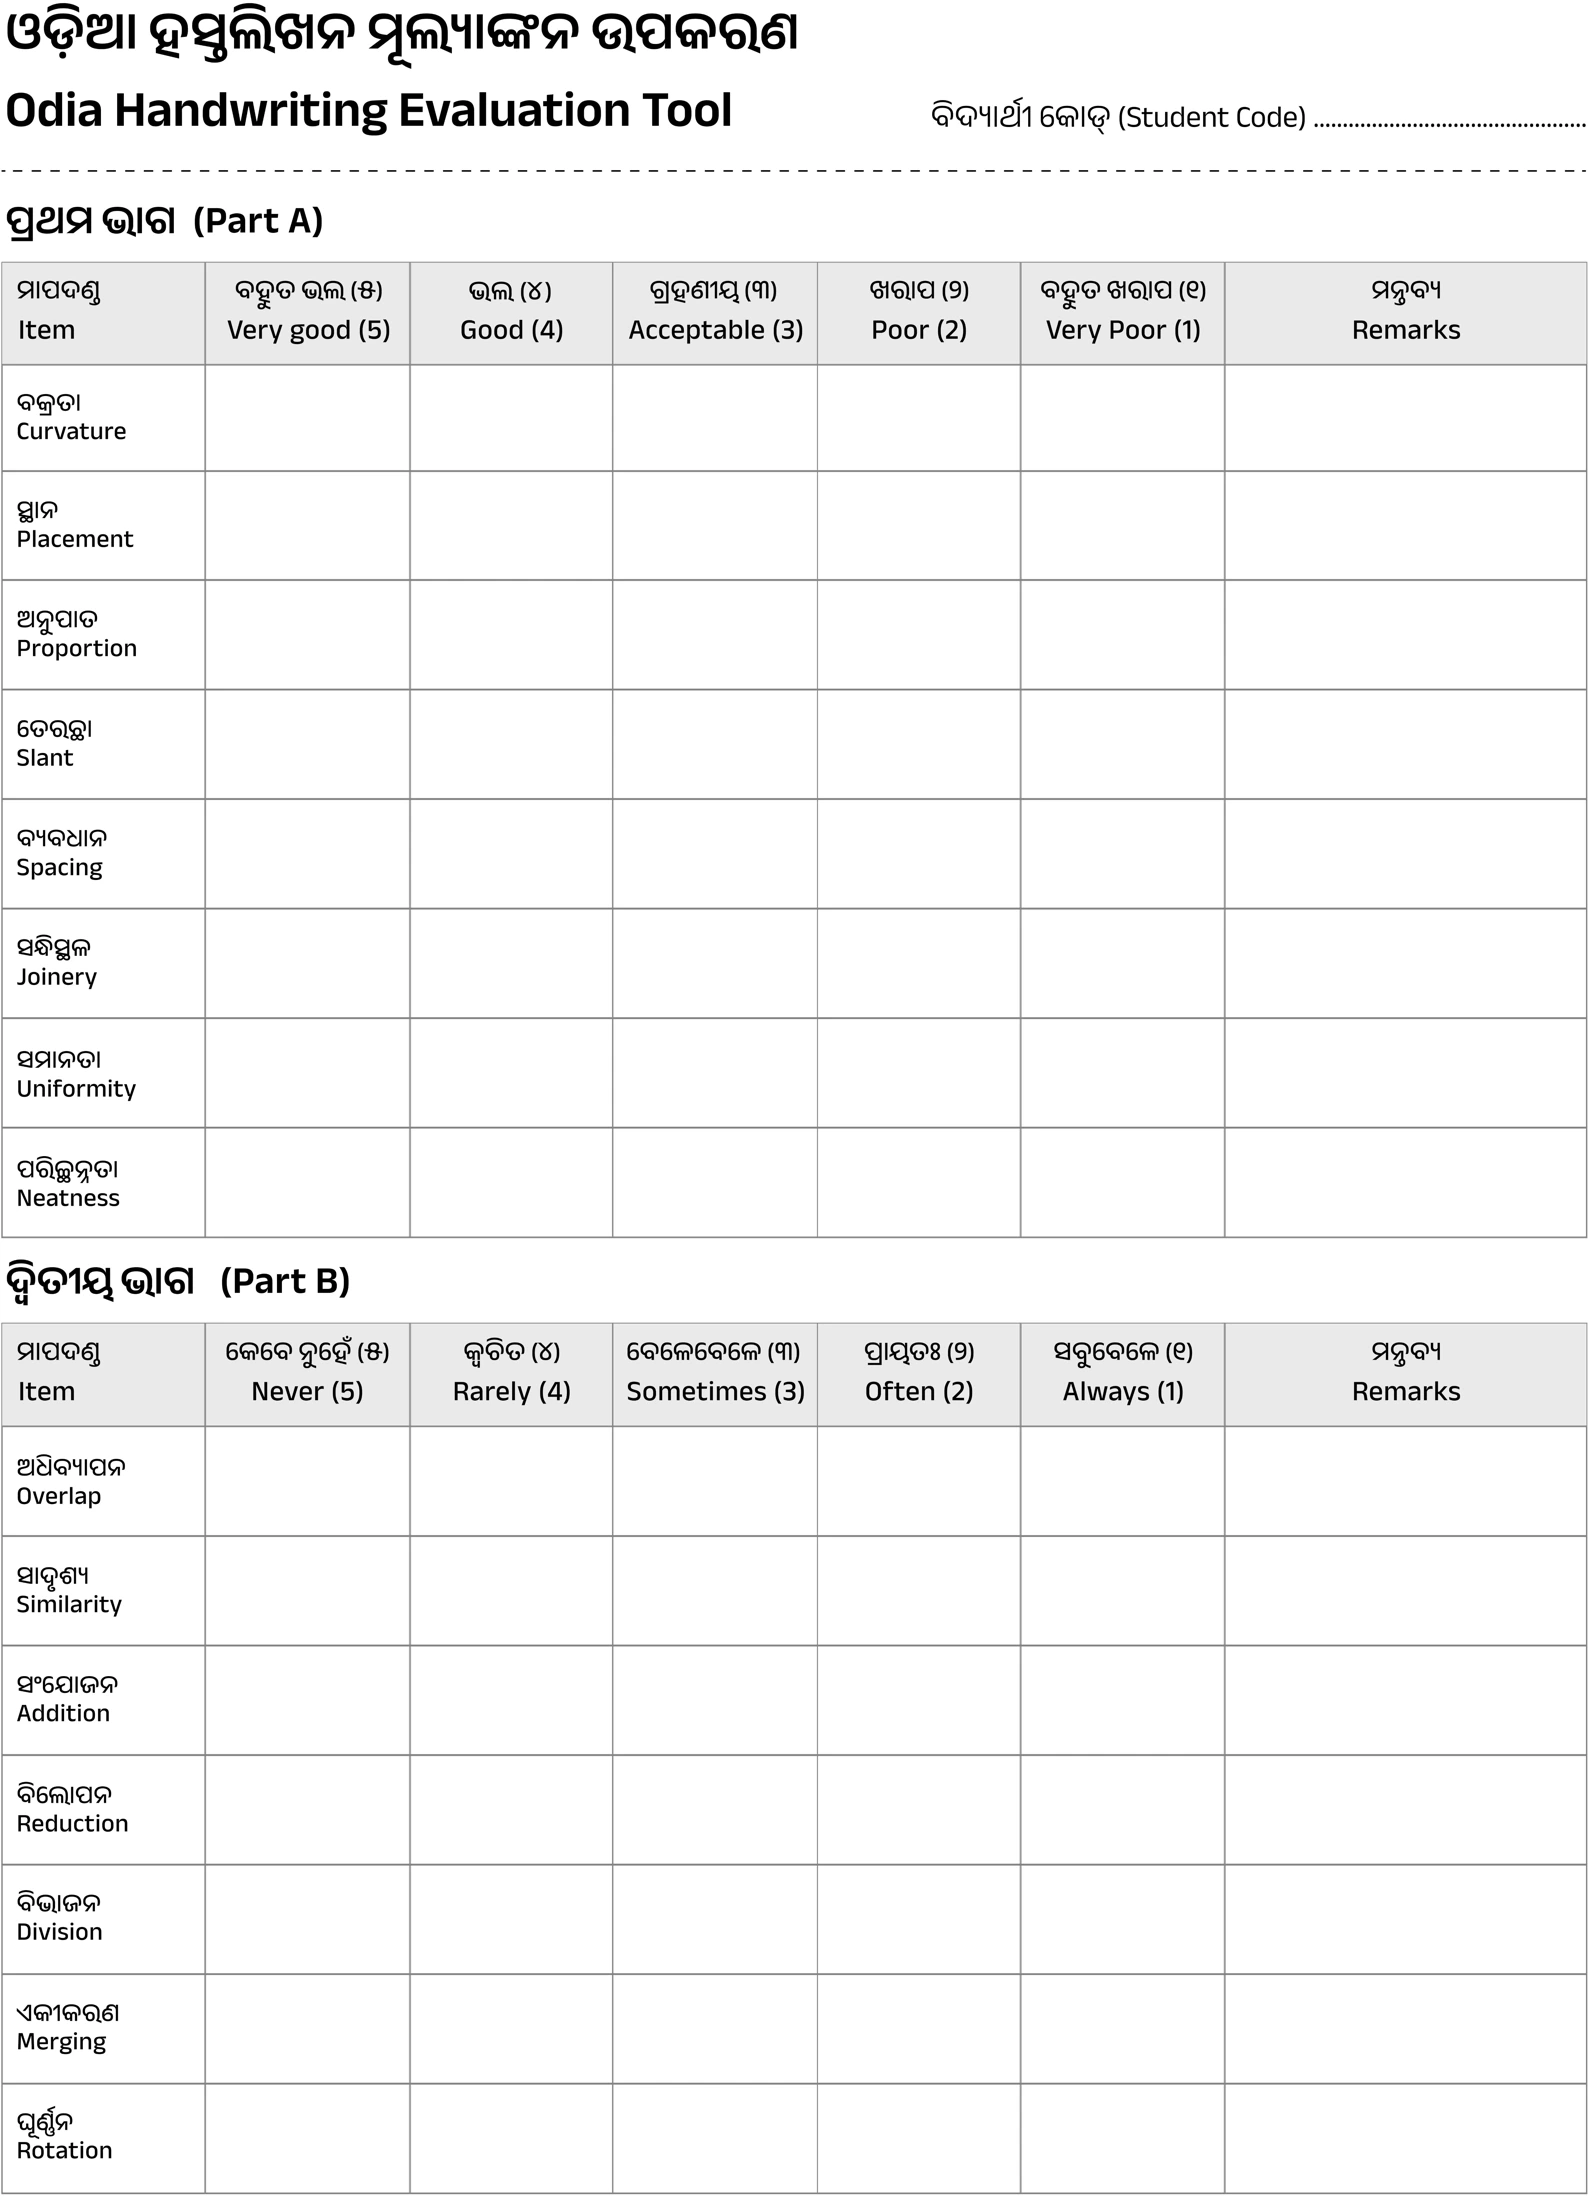 ଓଡ଼ିଆ ହସ୍ତଲିଖନ ମୂଲ୍ୟାଙ୍କନ ଉପକରଣ
Odia Handwriting Evaluation Tool
ବିଦ୍ୟାର୍ଥୀ କୋଡ୍ (Student Code) ................................................
ପ୍ରଥମ ଭାଗ (Part A)
ମାପଦଣ୍ଡ ବହୁତ ଭଲ (୫) ଭଲ (୪) ଗ୍ରହଣୀୟ (୩) ଖରାପ (୨) ବହୁତ ଖରାପ (୧) ମନ୍ତବ୍ୟ
Item Very good (5) Good (4) Acceptable (3) Poor (2) Very Poor (1) Remarks
ବକ୍ରତା
Curvature
ସ୍ଥାନ
Placement
ଅନୁପାତ
Proportion
ତେରଛା
Slant
ବ୍ୟବଧାନ
Spacing
ସନ୍ଧିସ୍ଥଳ
Joinery
ସମାନତା
Uniformity
ପରିଚ୍ଛନ୍ନତା
Neatness
ଦ୍ୱିତୀୟ ଭାଗ (Part B)
ମାପଦଣ୍ଡ କେବେ ନୁହେଁ (୫) କ୍ୱଚିତ (୪) ବେଳେବେଳେ (୩) ପ୍ରାୟତଃ (୨) ସବୁବେଳେ (୧) ମନ୍ତବ୍ୟ
Item Never (5) Rarely (4) Sometimes (3) Often (2) Always (1) Remarks
ଅଧିବ୍ୟାପନ
Overlap
ସାଦୃଶ୍ୟ
Similarity
ସଂଯୋଜନ
Addition
ବିଲୋପନ
Reduction
ବିଭାଜନ
Division
ଏକୀକରଣ
Merging
ଘୂର୍ଣ୍ଣନ
Rotation